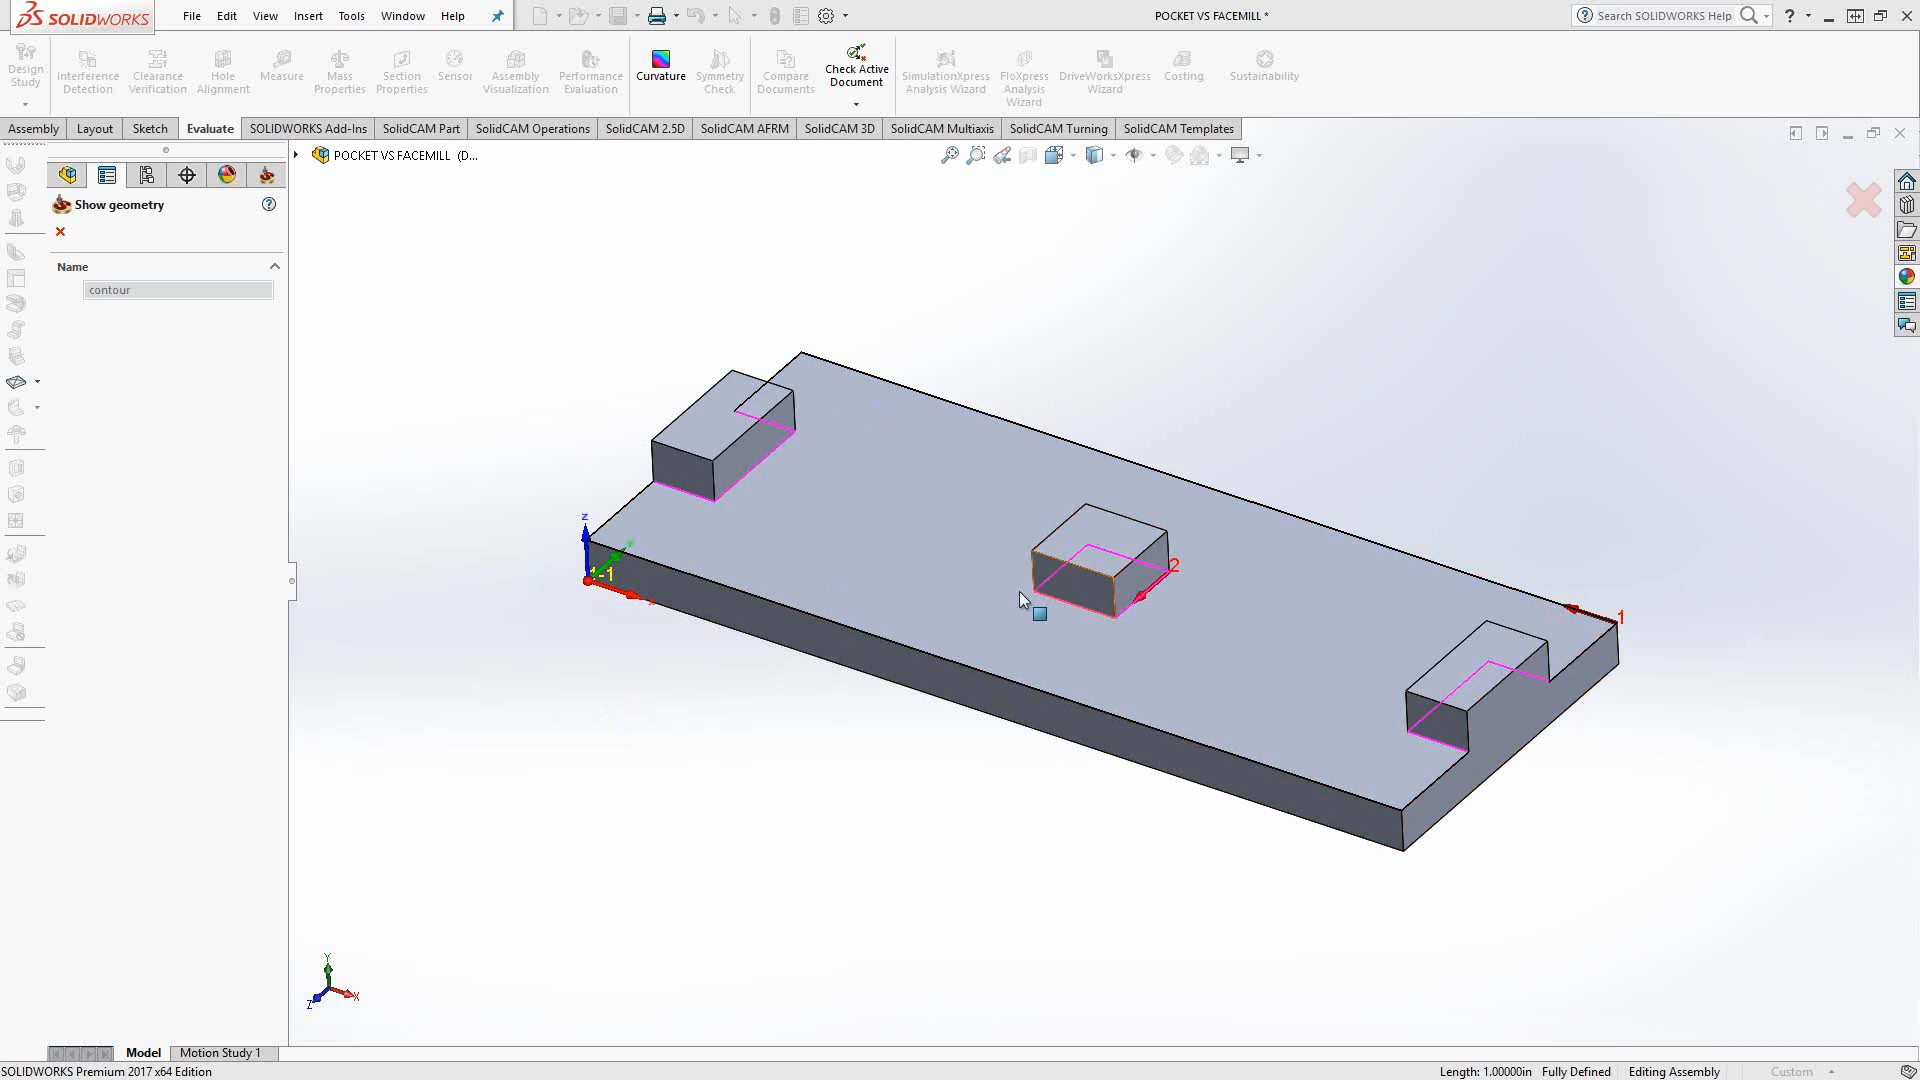 SOLIDWORKS
File Edit View Insert Tools Window Help
POCKET VS FACEMILL *
Search SOLIDWORKS Help
?
Design Study
Interference Detection
Clearance Verification
Hole Alignment
Measure
Mass Properties
Section Properties
Sensor
Assembly Visualization
Performance Evaluation
Curvature
Symmetry Check
Compare Documents
Check Active Document
SimulationXpress Analysis Wizard
FloXpress Analysis Wizard
DriveWorksXpress Wizard
Costing
Sustainability
Assembly Layout Sketch Evaluate SOLIDWORKS Add-Ins SolidCAM Part SolidCAM Operations SolidCAM 2.5D SolidCAM AFRM SolidCAM 3D SolidCAM Multiaxis SolidCAM Turning SolidCAM Templates
POCKET VS FACEMILL (D...
Show geometry
?
Name
contour
Z
1-1
2
1
Y
X
Z
Model Motion Study 1
SOLIDWORKS Premium 2017 x64 Edition
Length: 1.00000in Fully Defined Editing Assembly Custom